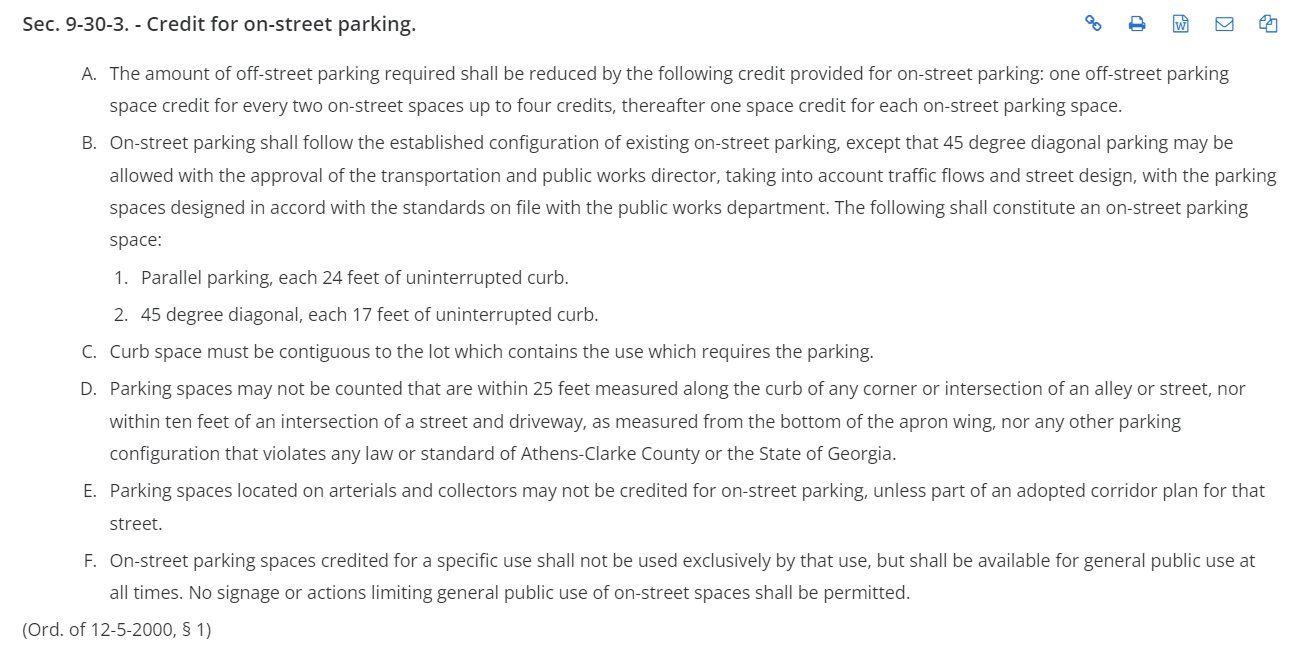 Sec. 9-30-3. - Credit for on-street parking.
A. The amount of off-street parking required shall be reduced by the following credit provided for on-street parking: one off-street parking
space credit for every two on-street spaces up to four credits, thereafter one space credit for each on-street parking space.
B. On-street parking shall follow the established configuration of existing on-street parking, except that 45 degree diagonal parking may be
allowed with the approval of the transportation and public works director, taking into account traffic flows and street design, with the parking
spaces designed in accord with the standards on file with the public works department. The following shall constitute an on-street parking
space:
1. Parallel parking, each 24 feet of uninterrupted curb.
2. 45 degree diagonal, each 17 feet of uninterrupted curb.
C. Curb space must be contiguous to the lot which contains the use which requires the parking.
D. Parking spaces may not be counted that are within 25 feet measured along the curb of any corner or intersection of an alley or street, nor
within ten feet of an intersection of a street and driveway, as measured from the bottom of the apron wing, nor any other parking
configuration that violates any law or standard of Athens-Clarke County or the State of Georgia.
E. Parking spaces located on arterials and collectors may not be credited for on-street parking, unless part of an adopted corridor plan for that
street.
F. On-street parking spaces credited for a specific use shall not be used exclusively by that use, but shall be available for general public use at
all times. No signage or actions limiting general public use of on-street spaces shall be permitted.
(Ord. of 12-5-2000, § 1)